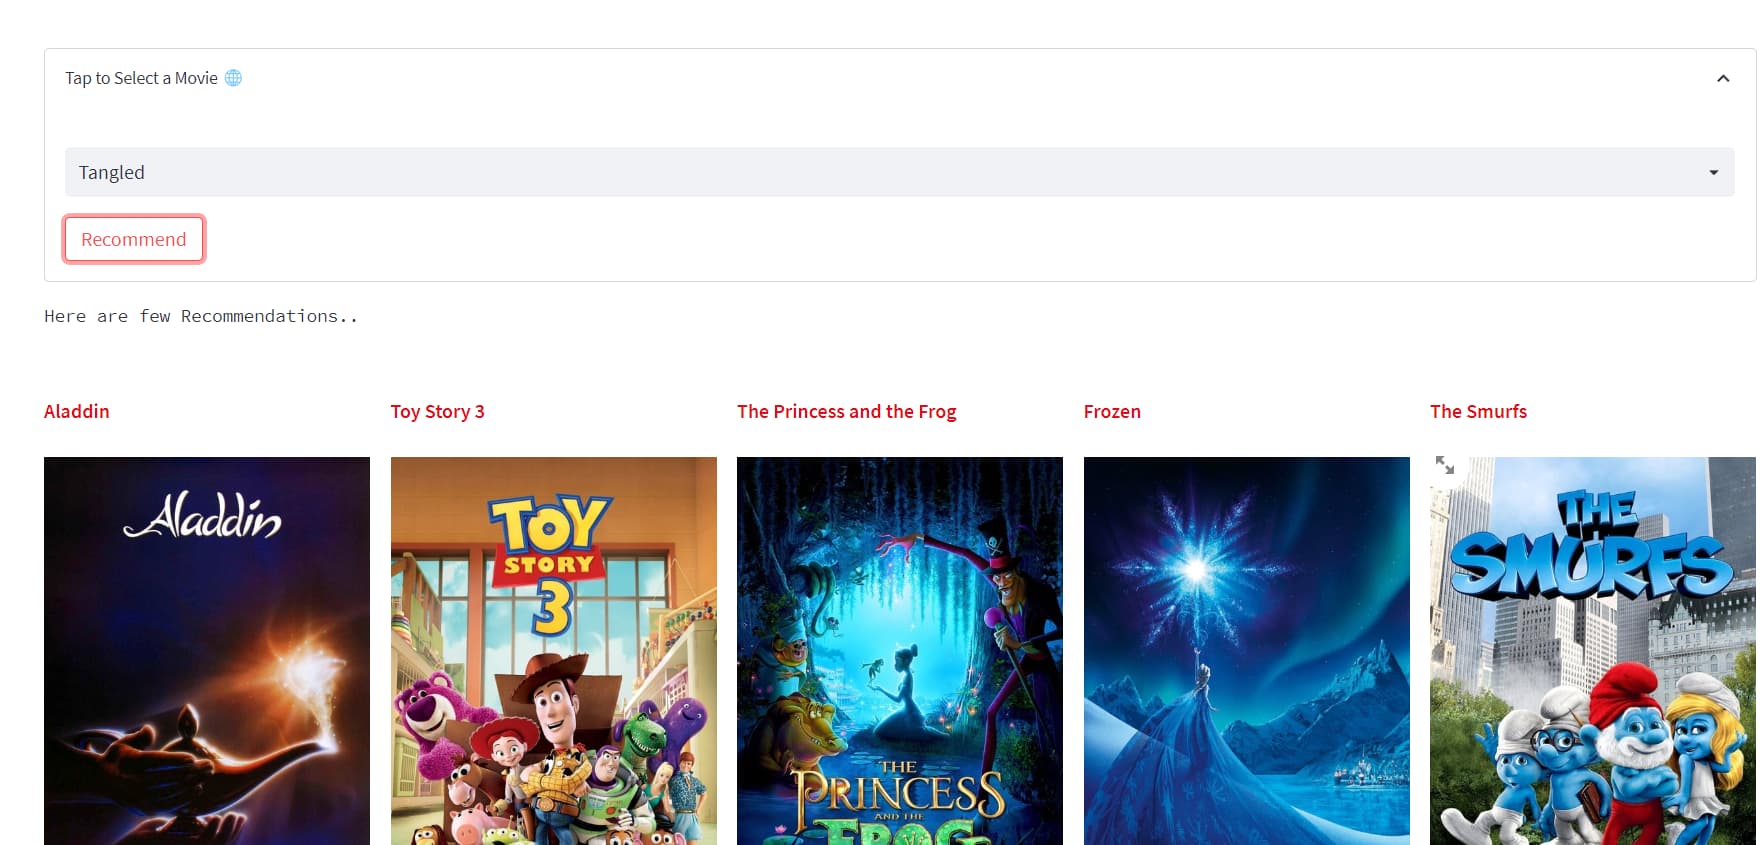 Tap to Select a Movie
Tangled
Recommend
Here are few Recommendations..
Aladdin
Toy Story 3
The Princess and the Frog
Frozen
The Smurfs
Aladdin
TOY
STORY
3
THE
PRINCESS
AND THE
FROG
THE
SMURFS